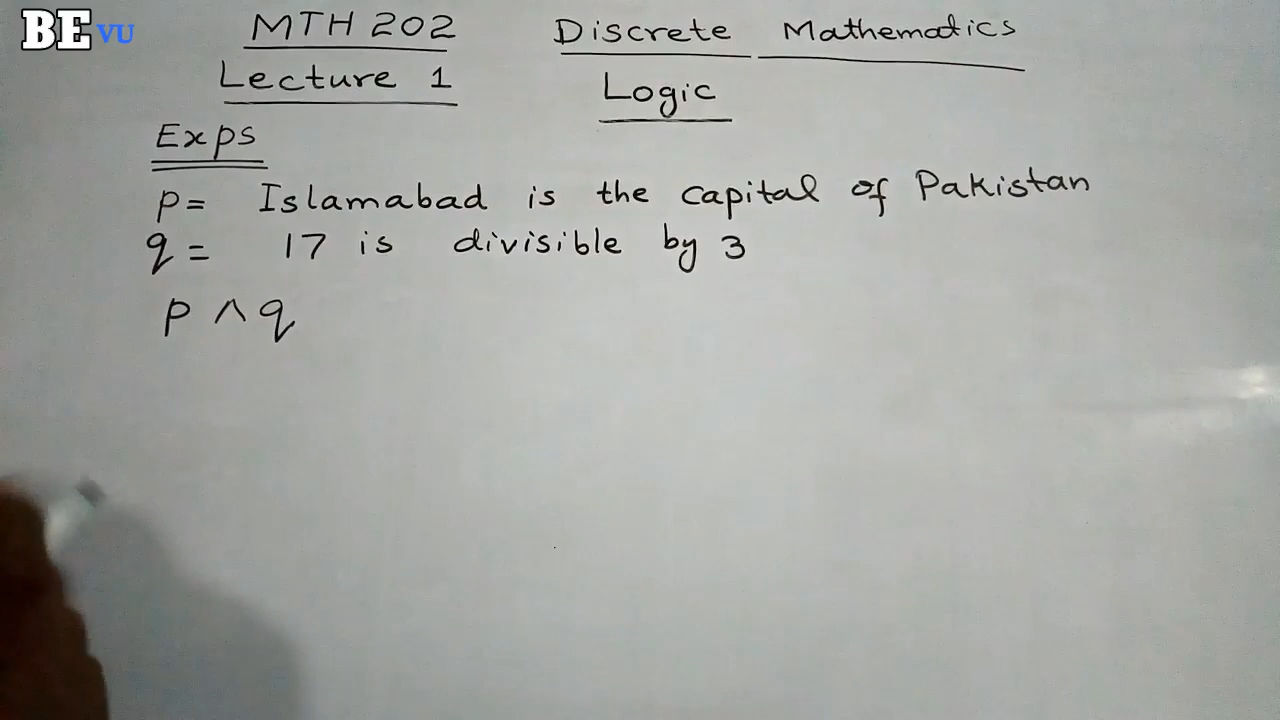 BE VU
MTH 202 Discrete Mathematics
Lecture 1 Logic
Exps
p = Islamabad is the capital of Pakistan
q = 17 is divisible by 3
p ∧ q